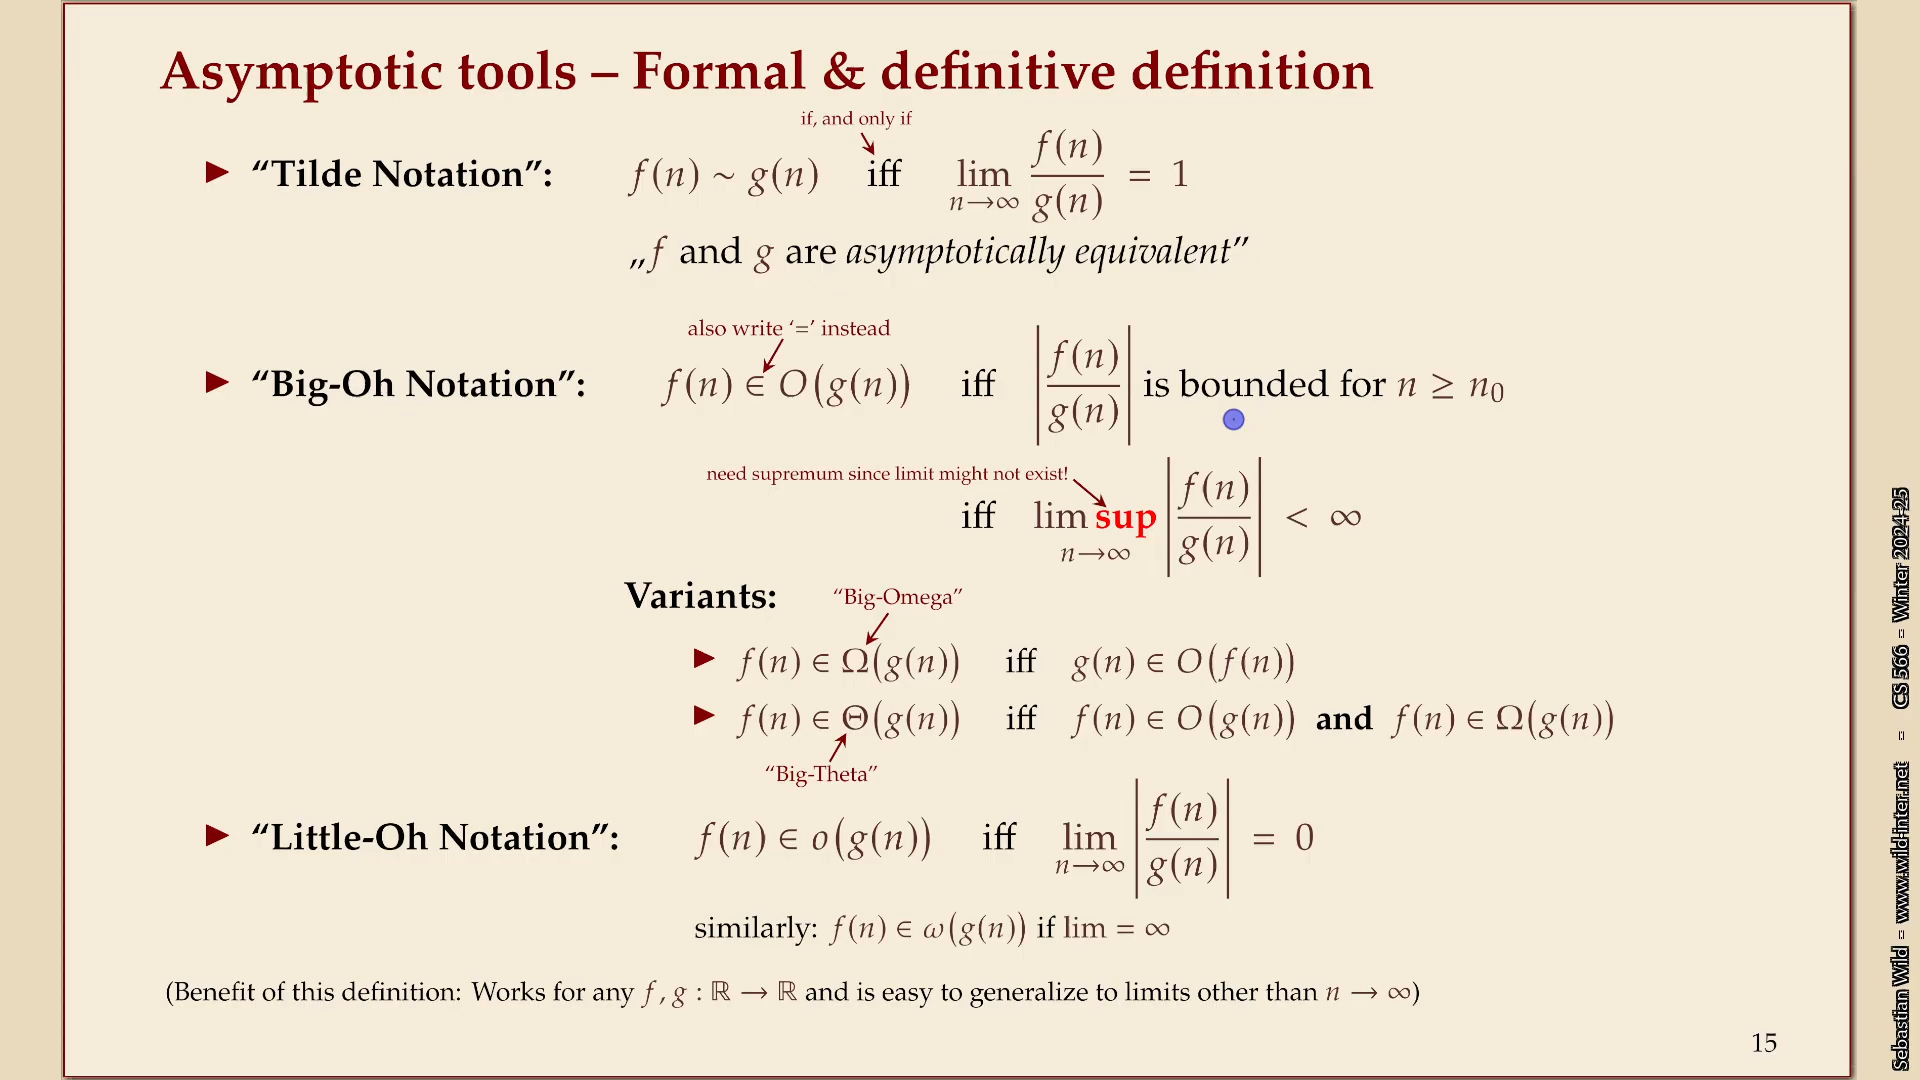 Asymptotic tools – Formal & definitive definition
if, and only if
▶ “Tilde Notation”: f(n) ∼ g(n) iff lim n→∞ f(n)/g(n) = 1
„f and g are asymptotically equivalent”
also write ‘=’ instead
▶ “Big-Oh Notation”: f(n) ∈ O(g(n)) iff |f(n)/g(n)| is bounded for n ≥ n₀
need supremum since limit might not exist!
iff lim sup n→∞ |f(n)/g(n)| < ∞
Variants: “Big-Omega”
▶ f(n) ∈ Ω(g(n)) iff g(n) ∈ O(f(n))
▶ f(n) ∈ Θ(g(n)) iff f(n) ∈ O(g(n)) and f(n) ∈ Ω(g(n))
“Big-Theta”
▶ “Little-Oh Notation”: f(n) ∈ o(g(n)) iff lim n→∞ |f(n)/g(n)| = 0
similarly: f(n) ∈ ω(g(n)) if lim = ∞
(Benefit of this definition: Works for any f, g : ℝ → ℝ and is easy to generalize to limits other than n → ∞)
15
Sebastian Wild – www.wild-inter.net – CS 566 – Winter 2024-25